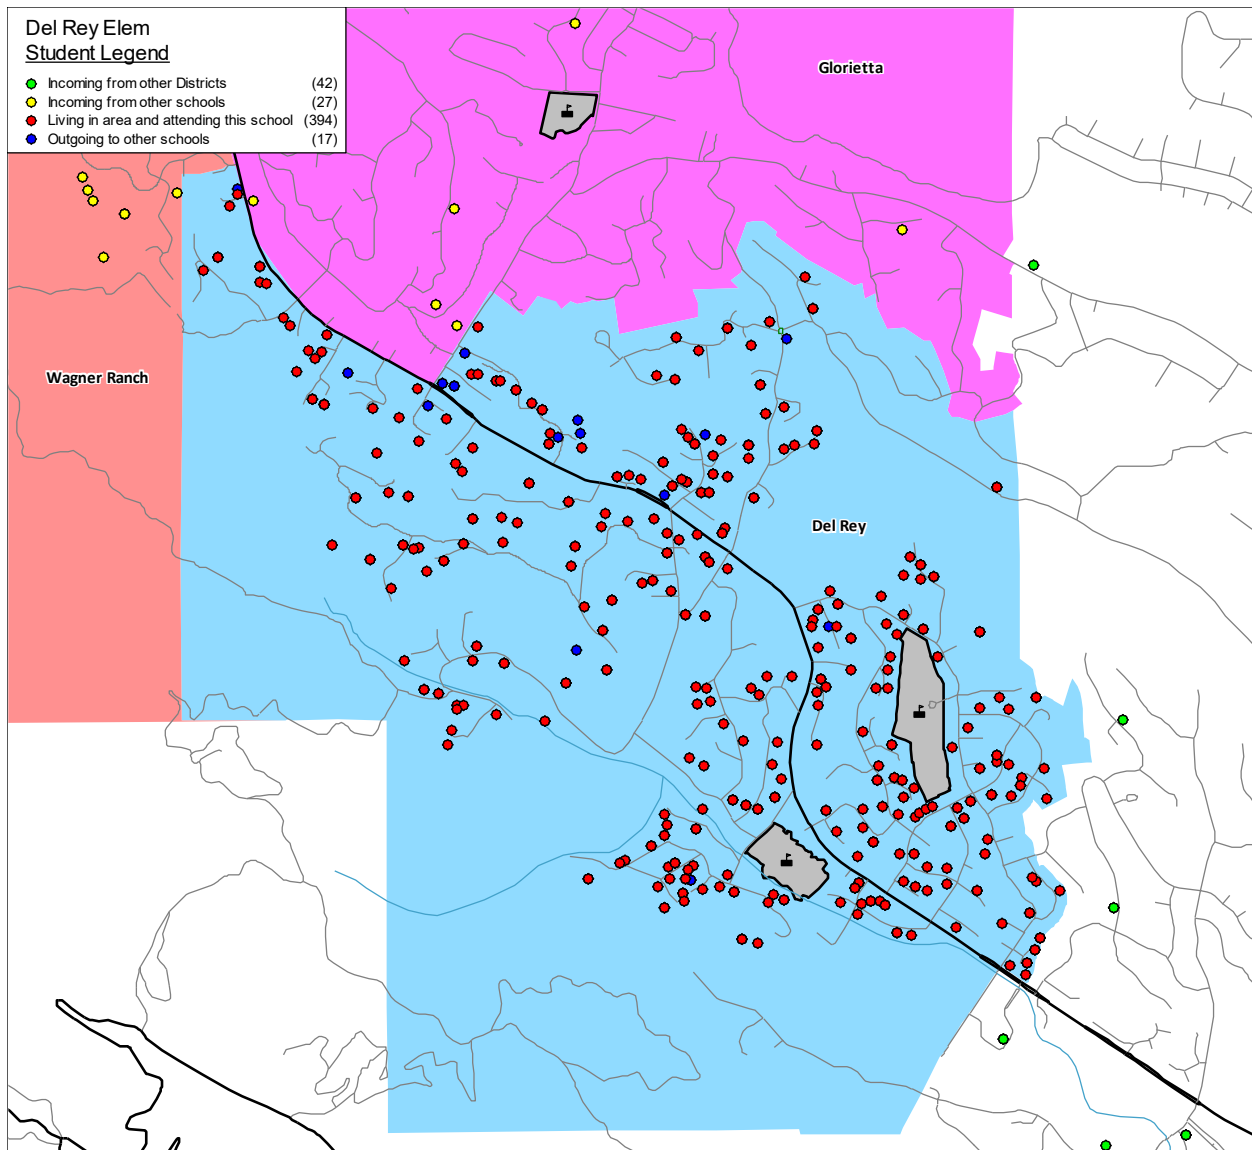 Del Rey Elem
Student Legend
Incoming from other Districts (42)
Incoming from other schools (27)
Living in area and attending this school (394)
Outgoing to other schools (17)
Glorietta
Wagner Ranch
Del Rey